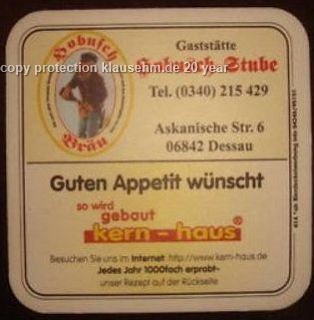 Hobusch
Bräu
Gaststätte
Hobusch Stube
copy protection klausehm.de 20 year
Tel. (0340) 215 429
Askanische Str. 6
06842 Dessau
Guten Appetit wünscht
so wird
gebaut
kern-haus®
Besuchen Sie uns im Internet: http://www.kern-haus.de
Jedes Jahr 1000fach erprobt-
unser Rezept auf der Rückseite